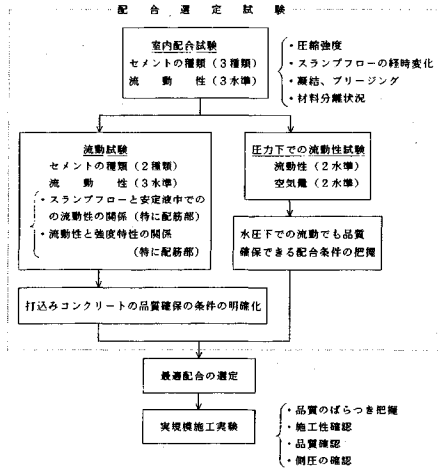 配合選定試験
室内配合試験
セメントの種類（3種類）
流動性（3水準）
・圧縮強度
・スランプフローの経時変化
・凝結、ブリージング
・材料分離状況
流動試験
セメントの種類（2種類）
流動性（3水準）
・スランプフローと安定液中での
の流動性の関係（特に配筋部）
・流動性と強度特性の関係
（特に配筋部）
圧力下での流動性試験
流動性（2水準）
空気量（2水準）
水圧下での流動でも品質
確保できる配合条件の把握
打込みコンクリートの品質確保の条件の明確化
最適配合の選定
実規模施工実験
・品質のばらつき把握
・施工性確認
・品質確認
・側圧の確認